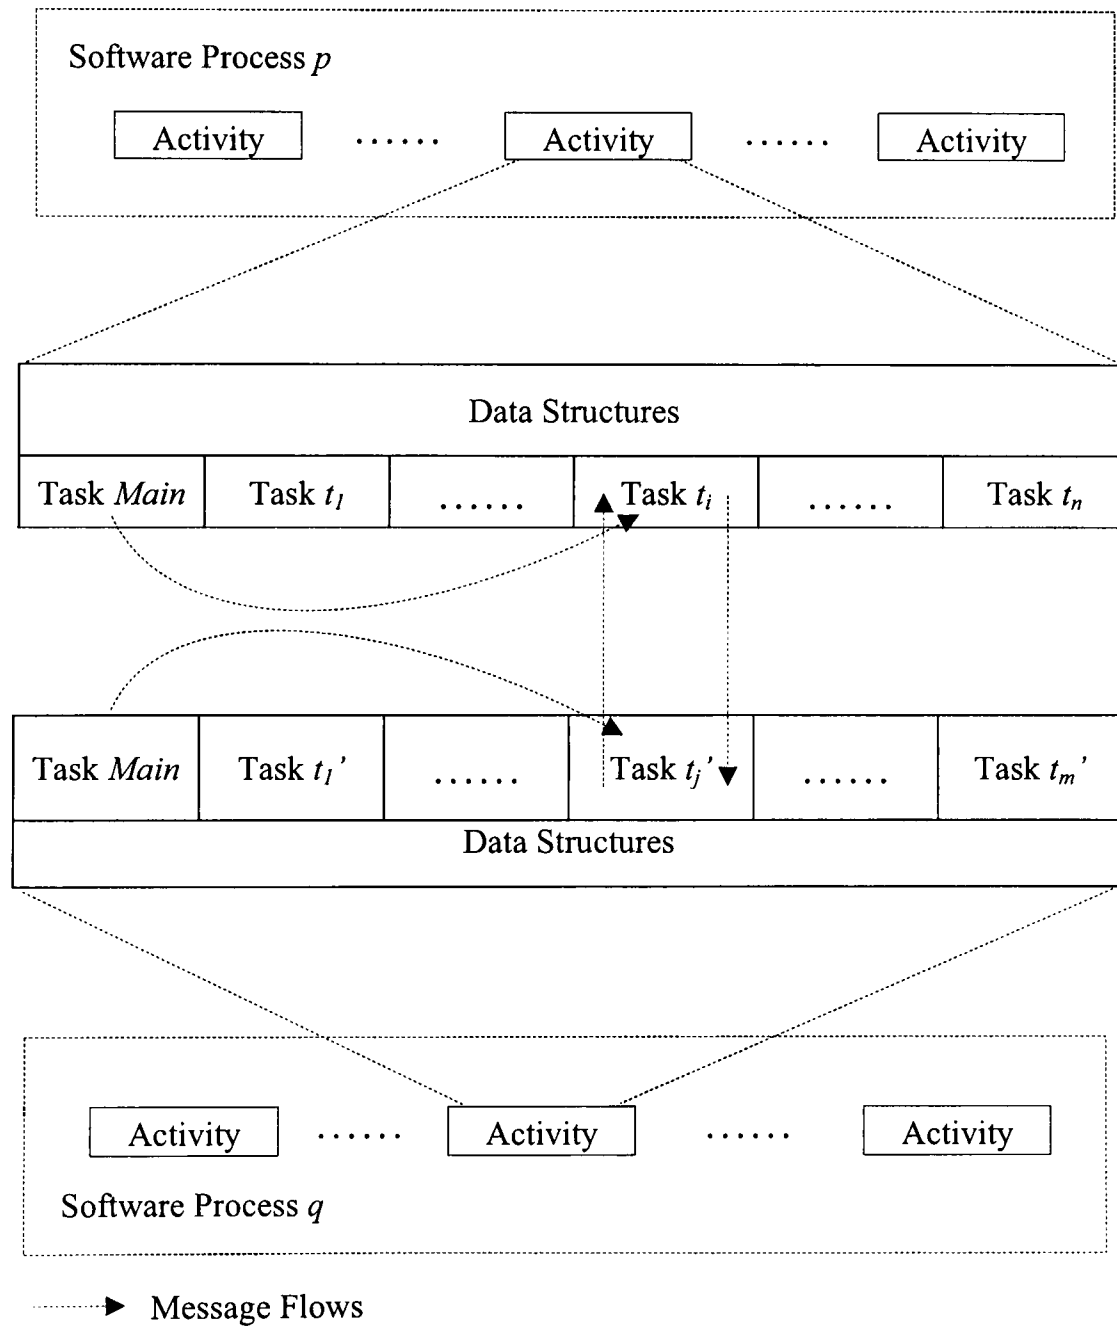 Software Process p
Activity ...... Activity ...... Activity
Data Structures
Task Main Task t1 ...... Task ti ...... Task tn
Task Main Task t1' ...... Task tj' ...... Task tm'
Data Structures
Activity ...... Activity ...... Activity
Software Process q
Message Flows